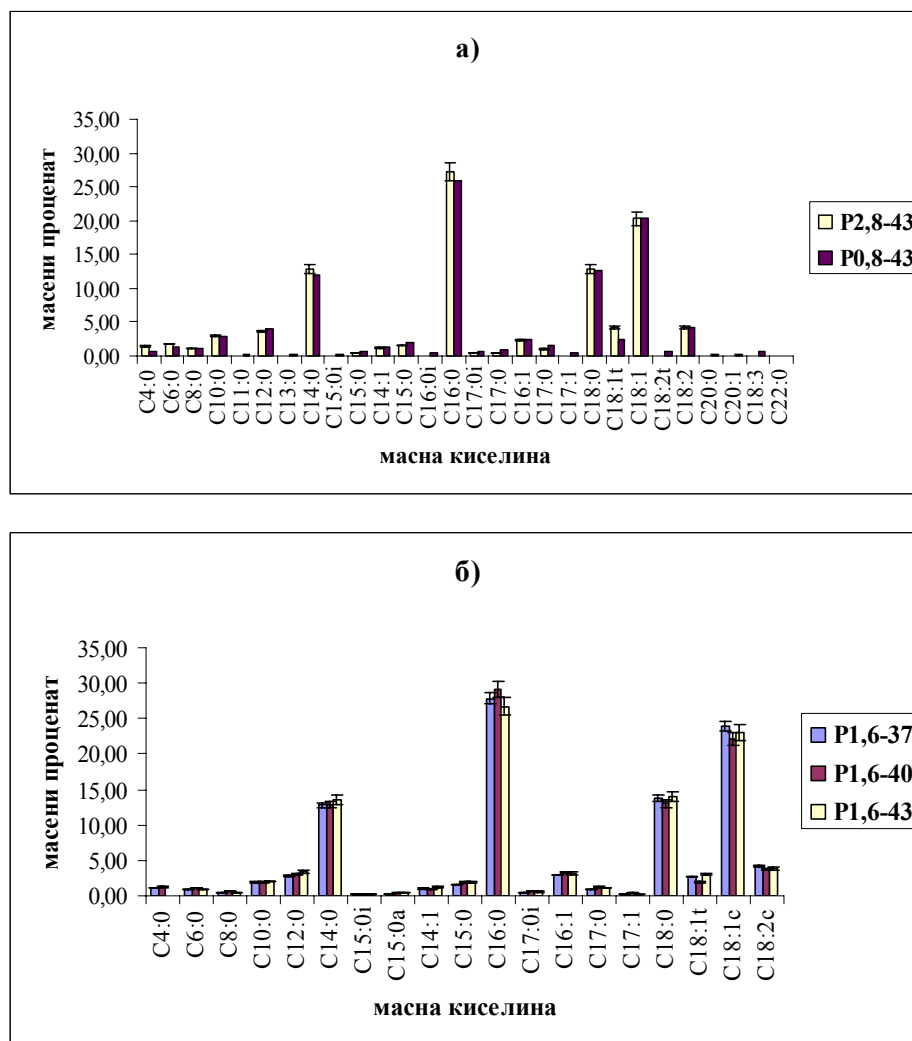 а)
масени проценат
35,00
30,00
25,00
20,00
15,00
10,00
5,00
0,00
C4:0
C6:0
C8:0
C10:0
C11:0
C12:0
C13:0
C14:0
C15:0i
C15:0
C14:1
C15:0
C16:0i
C16:0
C17:0i
C17:0
C16:1
C17:0
C17:1
C18:0
C18:1t
C18:1
C18:2t
C18:2
C20:0
C20:1
C18:3
C22:0
масна киселина
P2,8-43
P0,8-43
б)
масени проценат
35,00
30,00
25,00
20,00
15,00
10,00
5,00
0,00
C4:0
C6:0
C8:0
C10:0
C12:0
C14:0
C15:0i
C15:0a
C14:1
C15:0
C16:0
C17:0i
C16:1
C17:0
C17:1
C18:0
C18:1t
C18:1c
C18:2c
масна киселина
P1,6-37
P1,6-40
P1,6-43